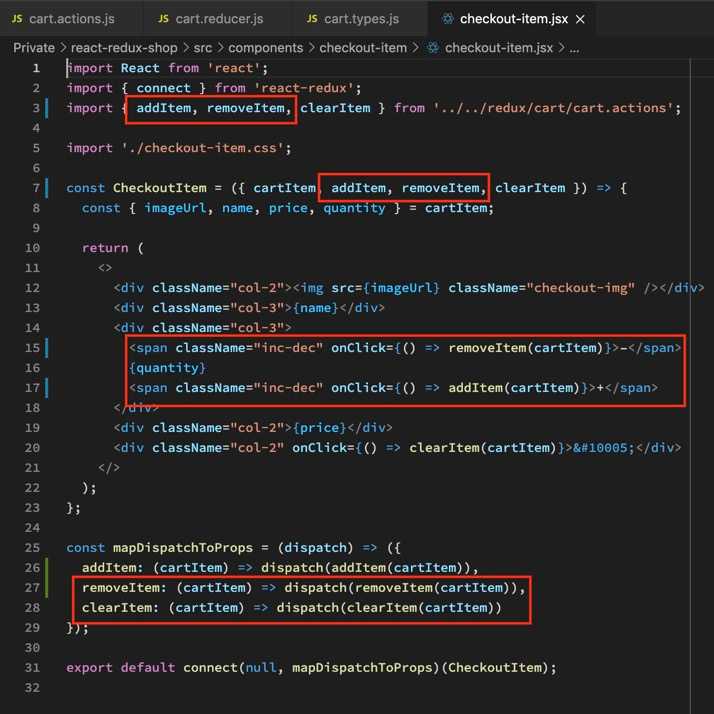 JS cart.actions.js JS cart.reducer.js JS cart.types.js checkout-item.jsx ×
Private > react-redux-shop > src > components > checkout-item > checkout-item.jsx > ...
1 import React from 'react';
2 import { connect } from 'react-redux';
3 import { addItem, removeItem, clearItem } from '../../redux/cart/cart.actions';
4
5 import './checkout-item.css';
6
7 const CheckoutItem = ({ cartItem, addItem, removeItem, clearItem }) => {
8 const { imageUrl, name, price, quantity } = cartItem;
9
10 return (
11 <>
12 <div className="col-2"><img src={imageUrl} className="checkout-img" /></div>
13 <div className="col-3">{name}</div>
14 <div className="col-3">
15 <span className="inc-dec" onClick={() => removeItem(cartItem)}>-</span>
16 {quantity}
17 <span className="inc-dec" onClick={() => addItem(cartItem)}>+</span>
18 </div>
19 <div className="col-2">{price}</div>
20 <div className="col-2" onClick={() => clearItem(cartItem)}>&#10005;</div>
21 </>
22 );
23 };
24
25 const mapDispatchToProps = (dispatch) => ({
26 addItem: (cartItem) => dispatch(addItem(cartItem)),
27 removeItem: (cartItem) => dispatch(removeItem(cartItem)),
28 clearItem: (cartItem) => dispatch(clearItem(cartItem))
29 });
30
31 export default connect(null, mapDispatchToProps)(CheckoutItem);
32